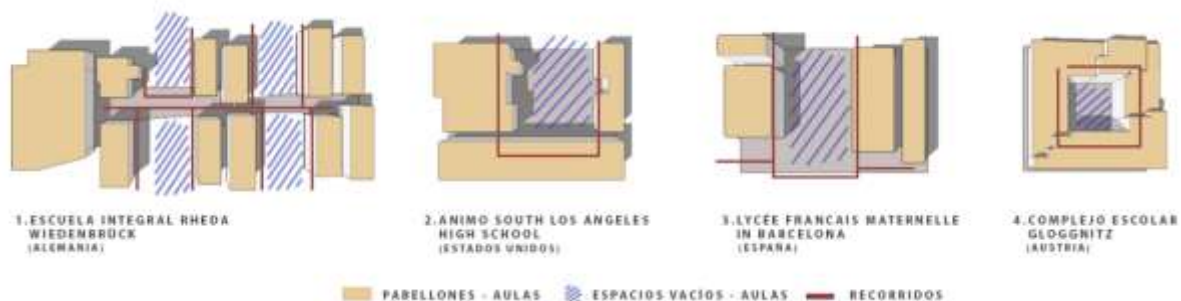 1.ESCUELA INTEGRAL RHEDA
WIEDENBRÜCK
(ALEMANIA)
2.ANIMO SOUTH LOS ANGELES
HIGH SCHOOL
(ESTADOS UNIDOS)
3.LYCÉE FRANCAIS MATERNELLE
IN BARCELONA
(ESPAÑA)
4.COMPLEJO ESCOLAR
GLOGGNITZ
(AUSTRIA)
PABELLONES - AULAS
ESPACIOS VACÍOS - AULAS
RECORRIDOS